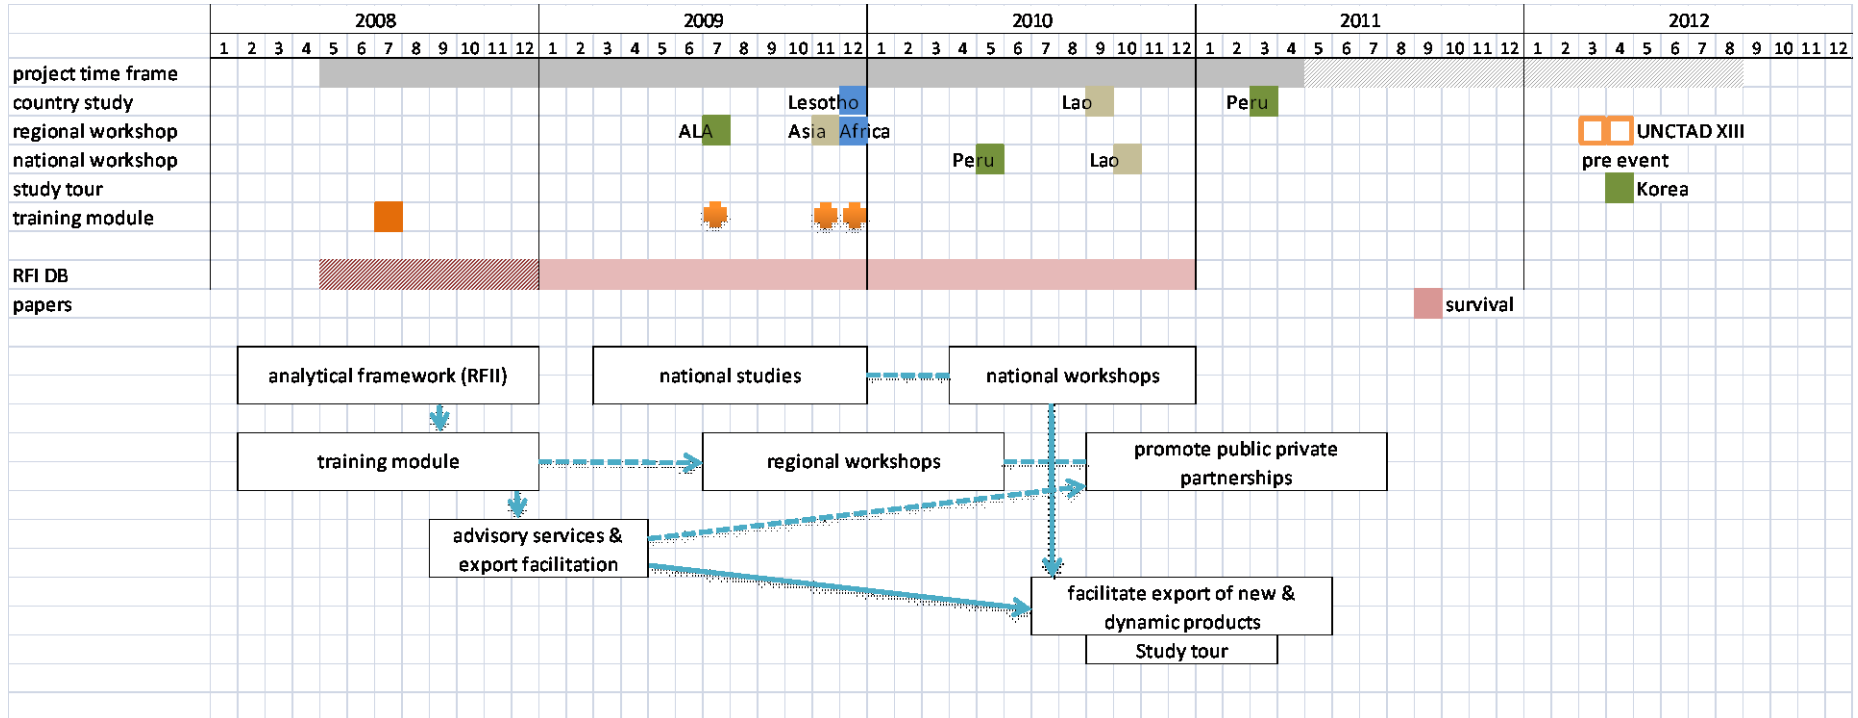 2008 2009 2010 2011 2012
1 2 3 4 5 6 7 8 9 10 11 12 1 2 3 4 5 6 7 8 9 10 11 12 1 2 3 4 5 6 7 8 9 10 11 12 1 2 3 4 5 6 7 8 9 10 11 12 1 2 3 4 5 6 7 8 9 10 11 12
project time frame
country study Lesotho Lao Peru
regional workshop ALA Asia Africa UNCTAD XIII
national workshop Peru Lao pre event
study tour Korea
training module
RFI DB
papers survival
analytical framework (RFII) national studies national workshops
training module regional workshops promote public private
partnerships
advisory services &
export facilitation
facilitate export of new &
dynamic products
Study tour